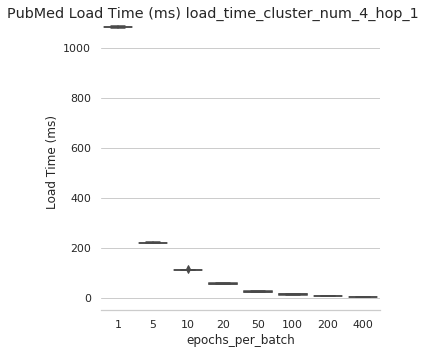 PubMed Load Time (ms) load_time_cluster_num_4_hop_1
1000
800
600
400
200
0
Load Time (ms)
1 5 10 20 50 100 200 400
epochs_per_batch